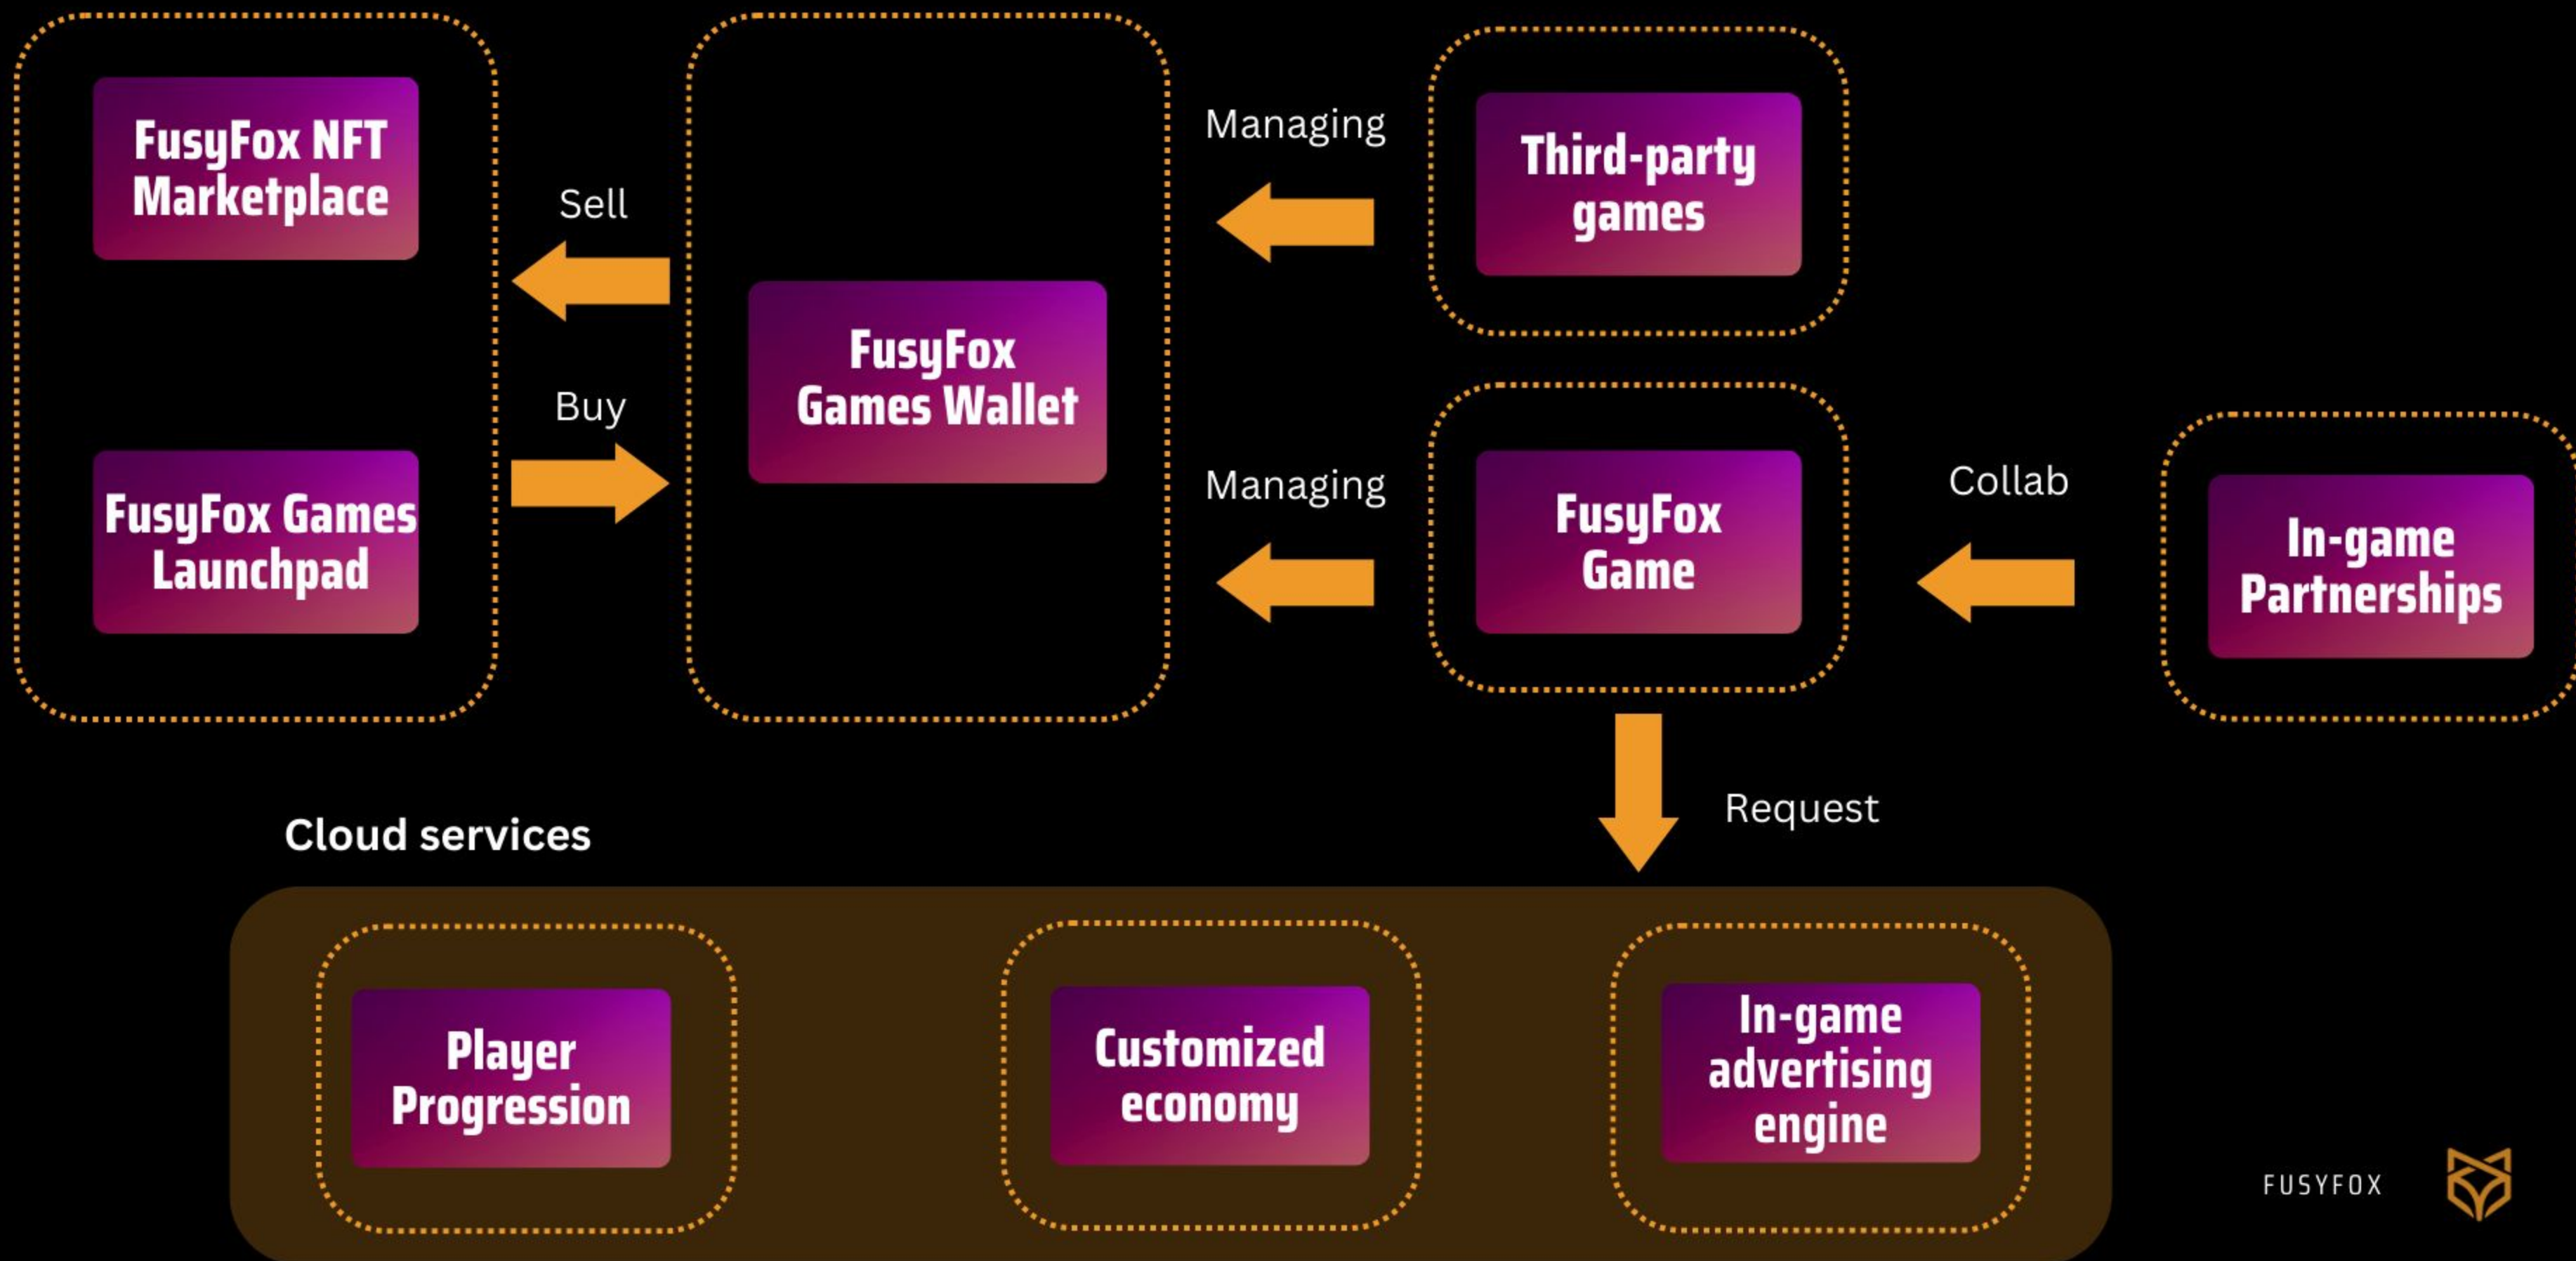 FusyFox NFT
Marketplace
Sell
Buy
FusyFox Games
Launchpad
FusyFox
Games Wallet
Managing
Third-party
games
Managing
FusyFox
Game
Collab
In-game
Partnerships
Request
Cloud services
Player
Progression
Customized
economy
In-game
advertising
engine
FUSYFOX